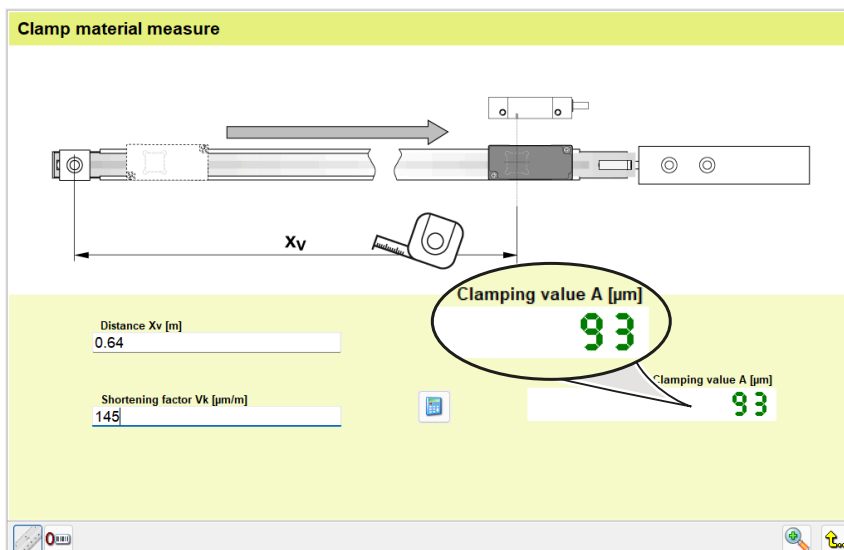 Clamp material measure
XV
Clamping value A [µm]
93
Distance Xv [m]
0.64
Clamping value A [µm]
93
Shortening factor Vk [µm/m]
145
0